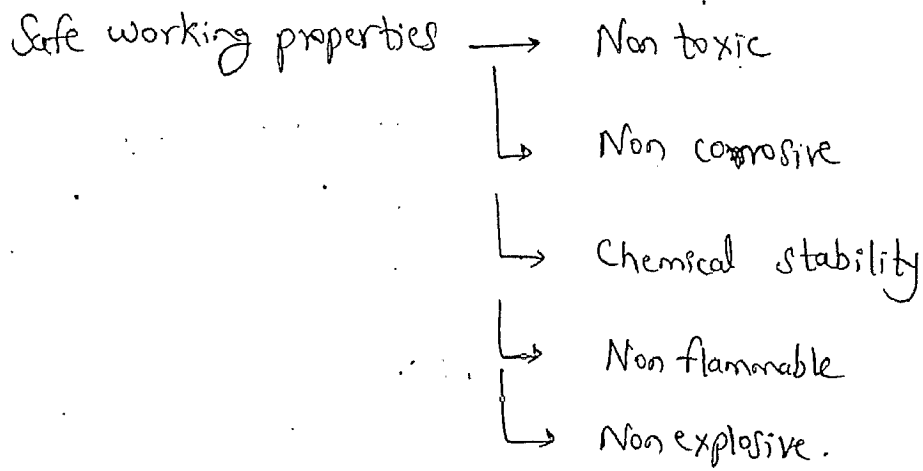 Safe working properties → Non toxic
Non corrosive
Chemical stability
Non flammable
Non explosive.